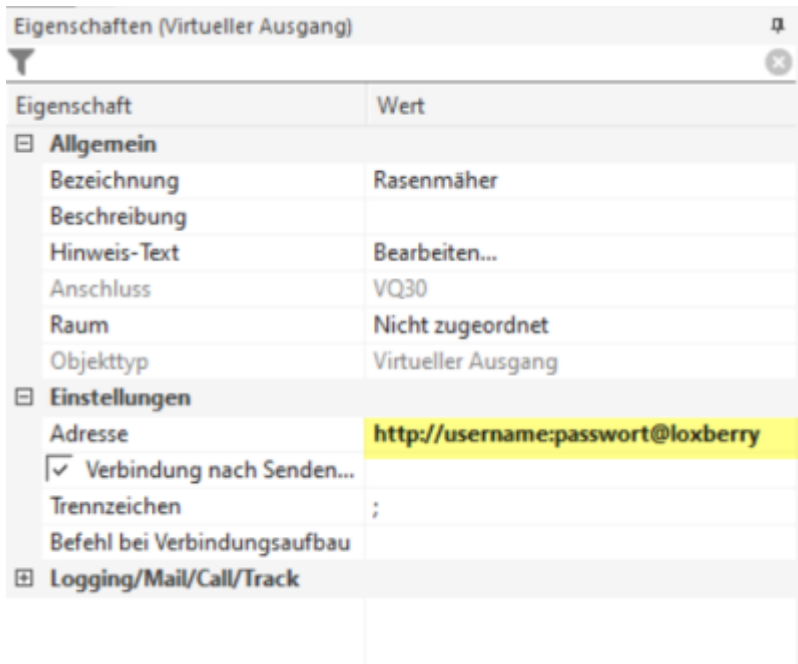 Eigenschaften (Virtueller Ausgang)
Eigenschaft Wert
Allgemein
Bezeichnung Rasenmäher
Beschreibung
Hinweis-Text Bearbeiten...
Anschluss VQ30
Raum Nicht zugeordnet
Objekttyp Virtueller Ausgang
Einstellungen
Adresse http://username:passwort@loxberry
Verbindung nach Senden...
Trennzeichen ;
Befehl bei Verbindungsaufbau
Logging/Mail/Call/Track